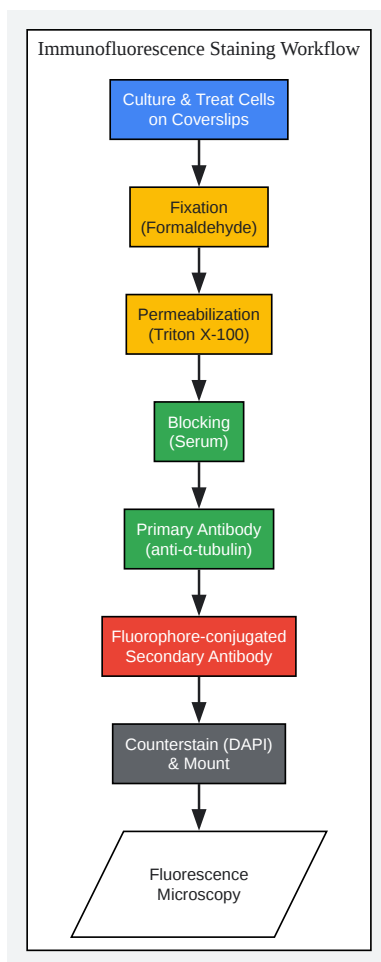 Immunofluorescence Staining Workflow
Culture & Treat Cells
on Coverslips
Fixation
(Formaldehyde)
Permeabilization
(Triton X-100)
Blocking
(Serum)
Primary Antibody
(anti-α-tubulin)
Fluorophore-conjugated
Secondary Antibody
Counterstain (DAPI)
& Mount
Fluorescence
Microscopy